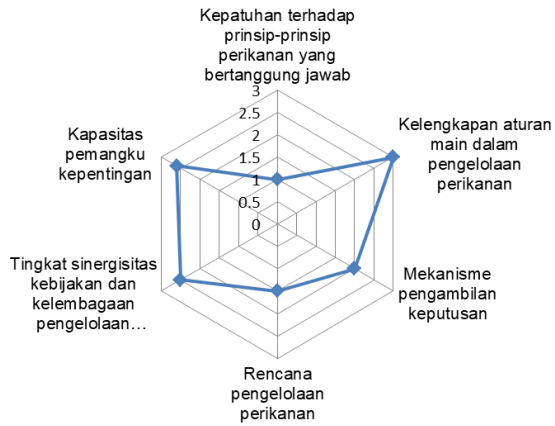 Kepatuhan terhadap
prinsip-prinsip
perikanan yang
bertanggung jawab
3
2.5
2
1.5
1
0.5
0
Kelengkapan aturan
main dalam
pengelolaan
perikanan
Mekanisme
pengambilan
keputusan
Rencana
pengelolaan
perikanan
Tingkat sinergisitas
kebijakan dan
kelembagaan
pengelolaan…
Kapasitas
pemangku
kepentingan